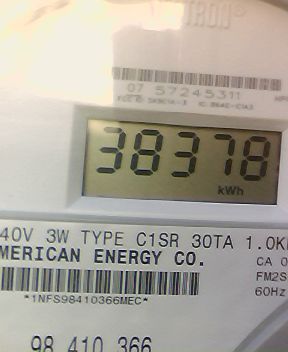 TRON®
07 57245311
38378
kWh
40V 3W TYPE C1SR 30TA 1.0K
MERICAN ENERGY CO.
CA 0
FM2S
60Hz
*1NFS98410366MEC*
98 410 366